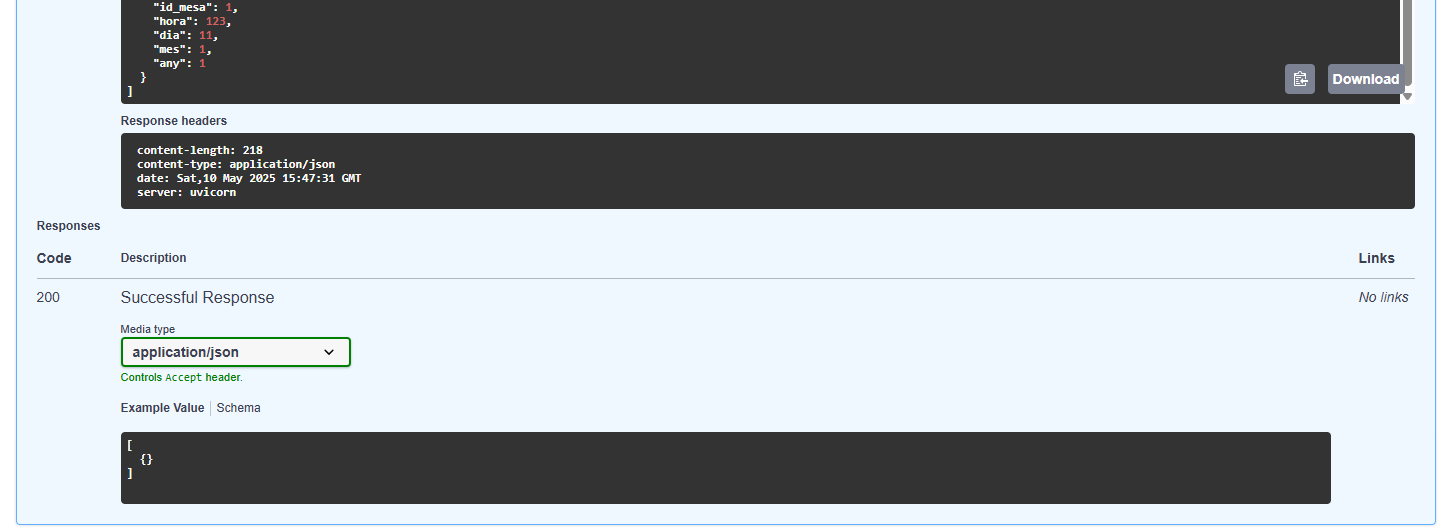 "id_mesa": 1,
"hora": 123,
"dia": 11,
"mes": 1,
"any": 1
}
]
Download
Response headers
content-length: 218
content-type: application/json
date: Sat,10 May 2025 15:47:31 GMT
server: uvicorn
Responses
Code Description Links
200 Successful Response No links
Media type
application/json
Controls Accept header.
Example Value Schema
[
{}
]